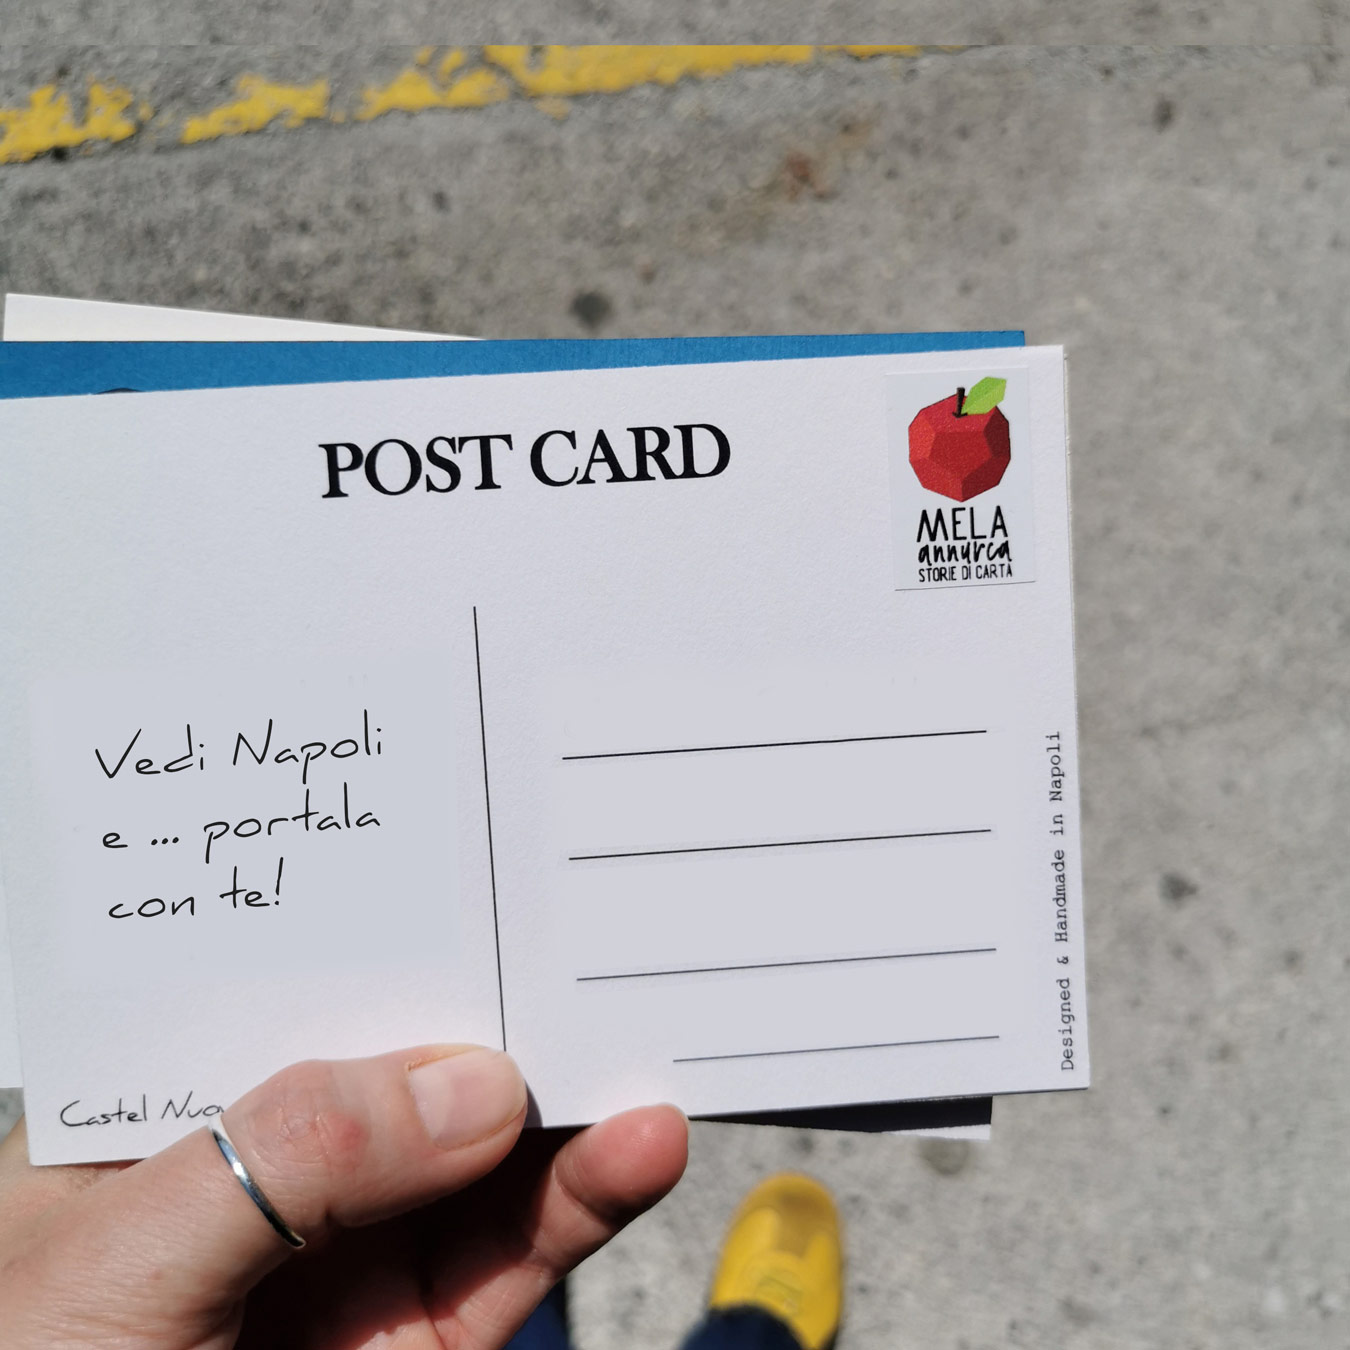 POST CARD
MELA
annurca
STORIE DI CARTA
Vedi Napoli
e ... portala
con te!
Castel
Designed & Handmade in Napoli